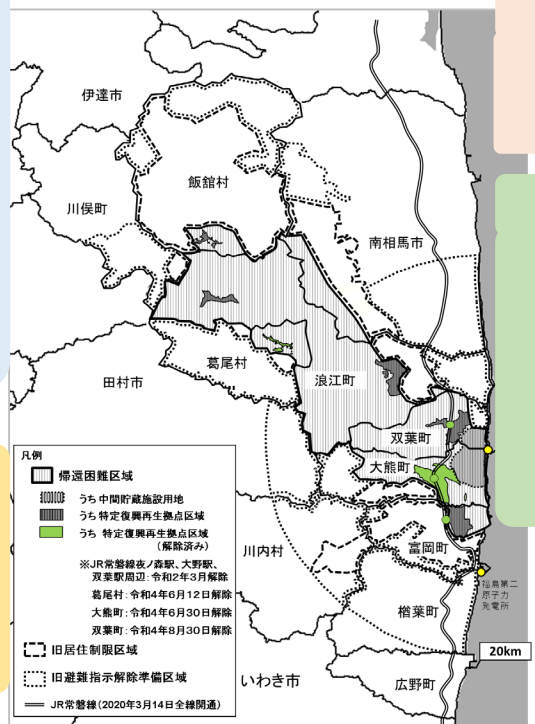 伊達市
飯舘村
川俣町
南相馬市
葛尾村
田村市
浪江町
双葉町
大熊町
川内村
富岡町
福島第二
原子力
発電所
楢葉町
20km
いわき市
広野町
凡例
帰還困難区域
うち 中間貯蔵施設用地
うち 特定復興再生拠点区域
うち 特定復興再生拠点区域
(解除済み)
※JR常磐線夜ノ森駅、大野駅、
双葉駅周辺:令和2年3月解除
葛尾村:令和4年6月12日解除
大熊町:令和4年6月30日解除
双葉町:令和4年8月30日解除
旧居住制限区域
旧避難指示解除準備区域
JR常磐線(2020年3月14日全線開通)